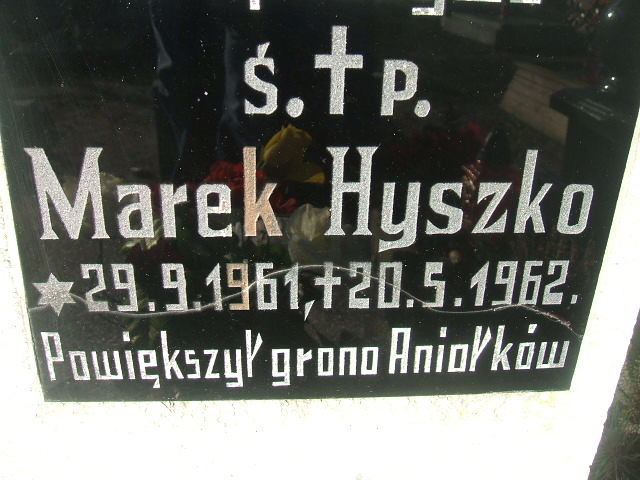 ś.†p.
Marek Hyszko
✶29.9.1961,†20.5.1962.
Powiększył grono Aniołków